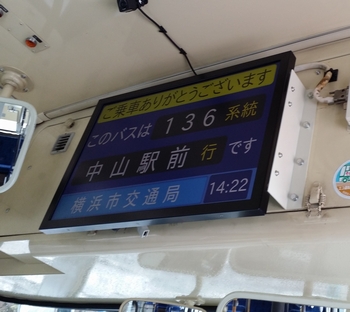 ご乗車ありがとうございます
このバスは 136 系統
中山駅前 行 です
横浜市交通局 14:22